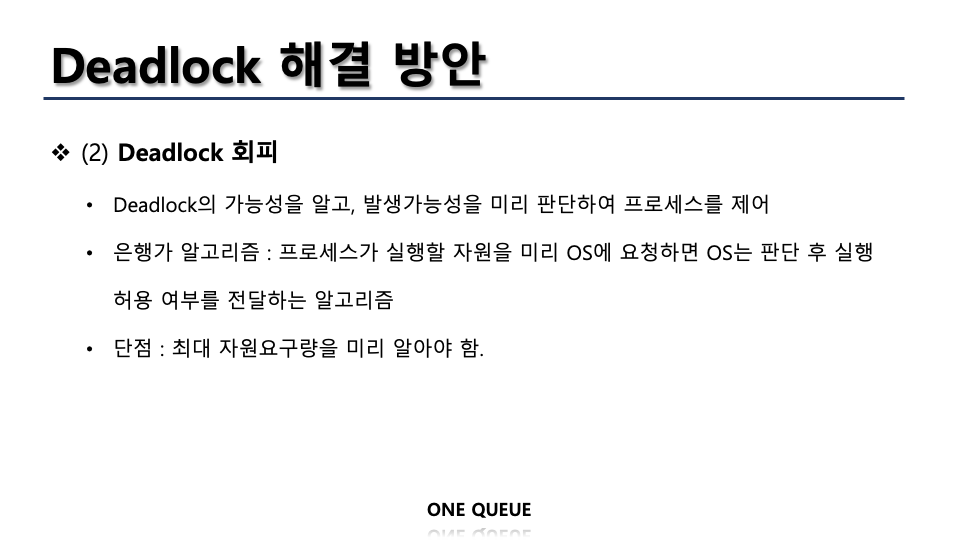 Deadlock 해결 방안
❖ (2) Deadlock 회피
• Deadlock의 가능성을 알고, 발생가능성을 미리 판단하여 프로세스를 제어
• 은행가 알고리즘 : 프로세스가 실행할 자원을 미리 OS에 요청하면 OS는 판단 후 실행
허용 여부를 전달하는 알고리즘
• 단점 : 최대 자원요구량을 미리 알아야 함.
ONE QUEUE